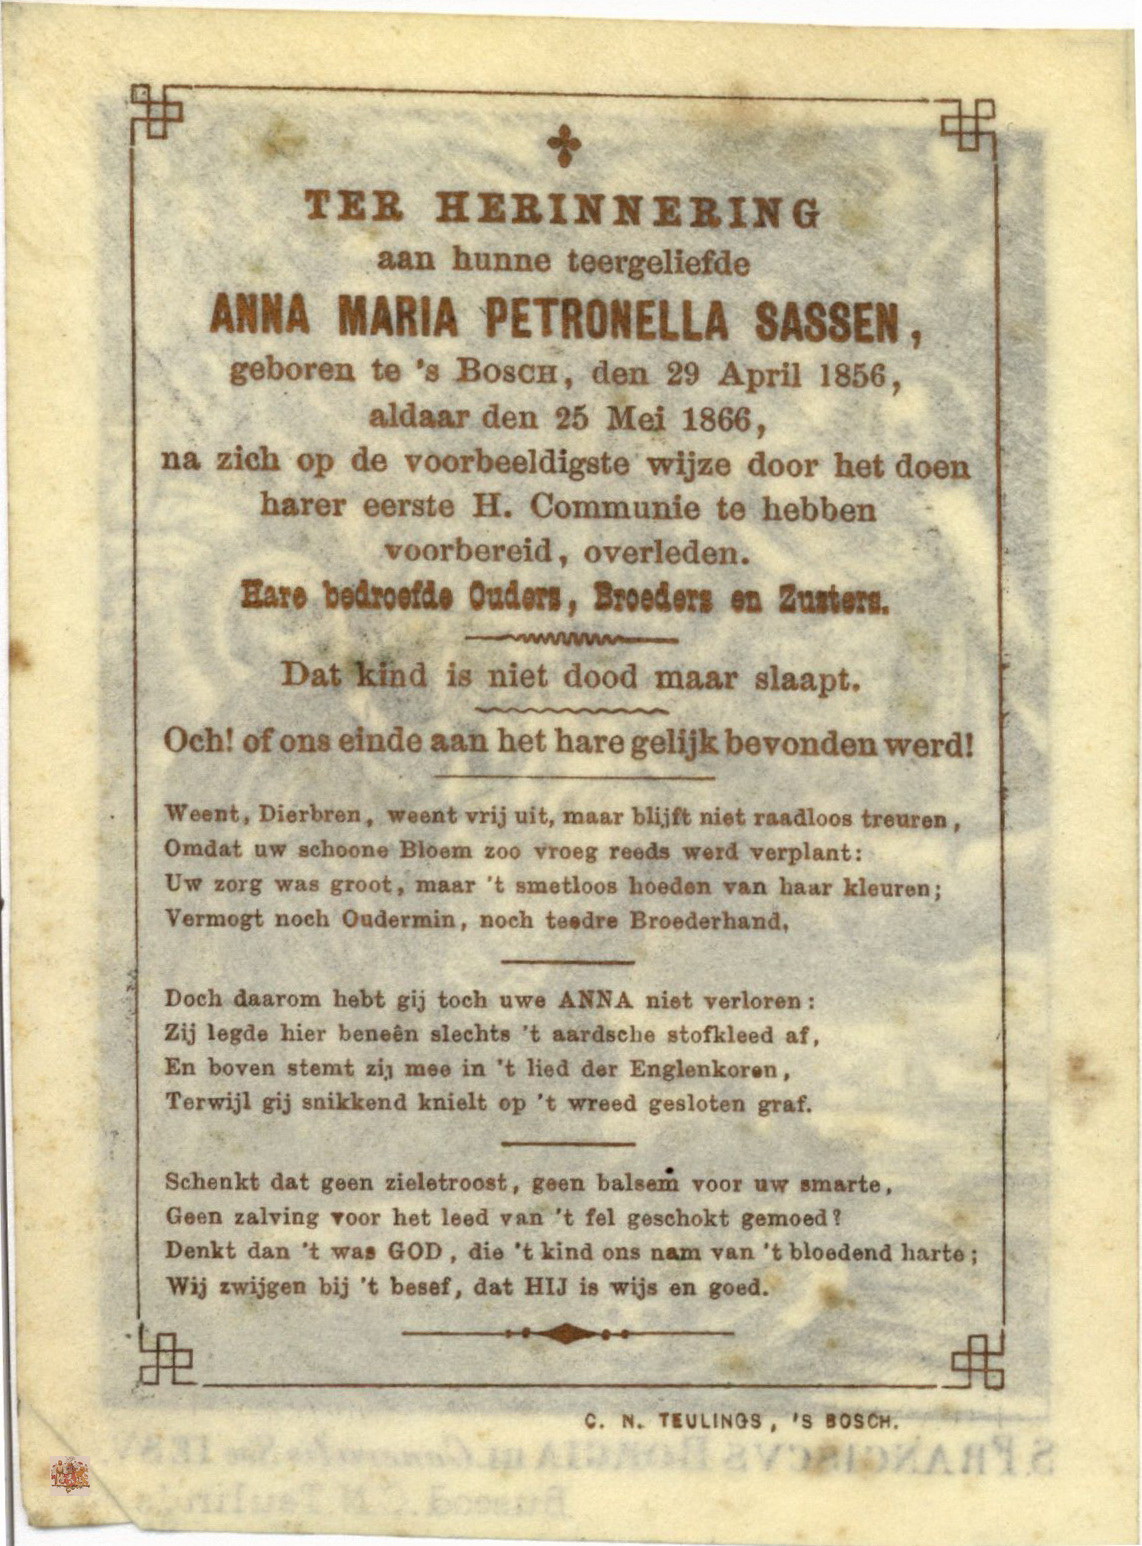 TER HERINNERING
aan hunne teergeliefde
ANNA MARIA PETRONELLA SASSEN,
geboren te 's BOSCH, den 29 April 1856,
aldaar den 25 Mei 1866,
na zich op de voorbeeldigste wijze door het doen
harer eerste H. Communie te hebben
voorbereid, overleden.
Hare bedroefde Ouders, Broeders en Zusters.
Dat kind is niet dood maar slaapt.
Och! of ons einde aan het hare gelijk bevonden werd!
Weent, Dierbren, weent vrij uit, maar blijft niet raadloos treuren,
Omdat uw schoone Bloem zoo vroeg reeds werd verplant:
Uw zorg was groot, maar 't smetloos hoeden van haar kleuren;
Vermogt noch Oudermin, noch teedre Broederhand,
Doch daarom hebt gij toch uwe ANNA niet verloren:
Zij legde hier beneên slechts 't aardsche stofkleed af,
En boven stemt zij mee in 't lied der Englenkoren,
Terwijl gij snikkend knielt op 't wreed gesloten graf.
Schenkt dat geen zieletroost, geen balsem voor uw smarte,
Geen zalving voor het leed van 't fel geschokt gemoed?
Denkt dan 't was GOD, die 't kind ons nam van 't bloedend harte;
Wij zwijgen bij 't besef, dat HIJ is wijs en goed.
C. N. TEULINGS, 'S BOSCH.
S. FRANCISCVS BORGIA
IESV.